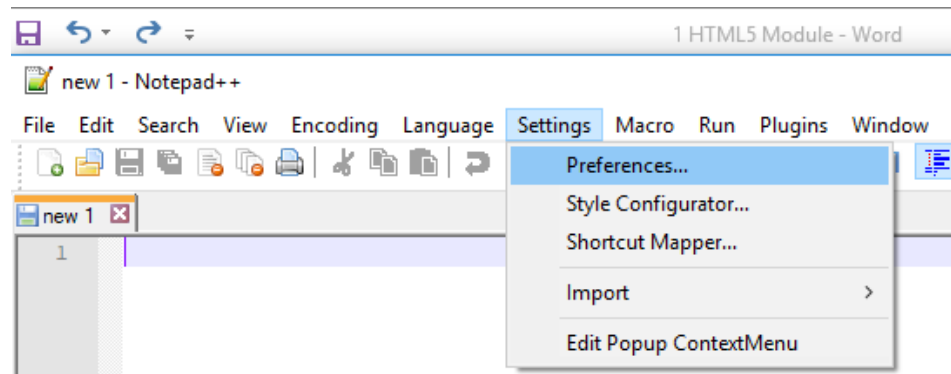 1 HTML5 Module - Word
new 1 - Notepad++
File Edit Search View Encoding Language Settings Macro Run Plugins Window
Preferences...
new 1
Style Configurator...
Shortcut Mapper...
1
Import
Edit Popup ContextMenu